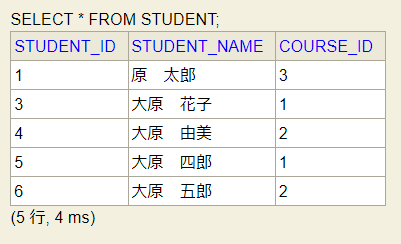 SELECT * FROM STUDENT;
STUDENT_ID STUDENT_NAME COURSE_ID
1 原　太郎 3
3 大原　花子 1
4 大原　由美 2
5 大原　四郎 1
6 大原　五郎 2
(5 行, 4 ms)